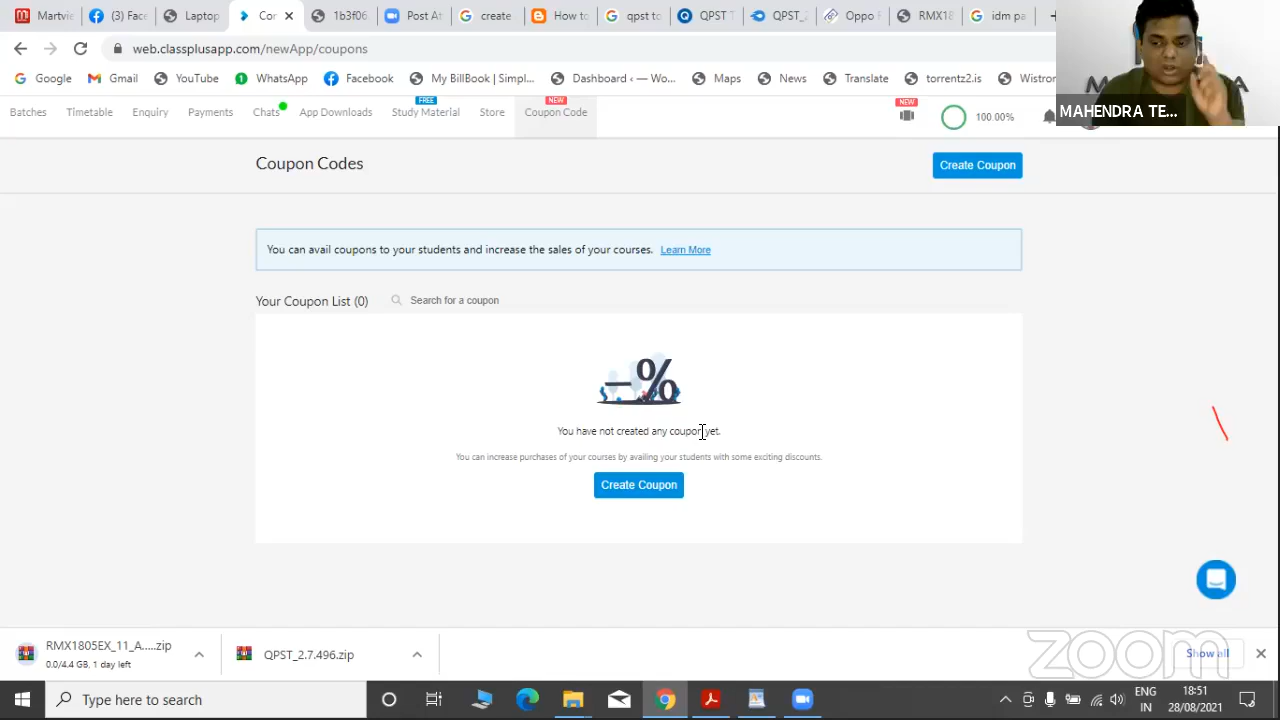 Martvie
(3) Face
Laptop
Cor
1b3f06
Post A
create
How to
qpst to
QPST T
QPST_2
Oppo F
RMX18
idm pa
web.classplusapp.com/newApp/coupons
Google
Gmail
YouTube
WhatsApp
Facebook
My BillBook | Simpl...
Dashboard ‹ — Wo...
Maps
News
Translate
torrentz2.is
Wistrom
MAHENDRA TE...
Batches
Timetable
Enquiry
Payments
Chats
App Downloads
FREE
Study Material
Store
NEW
Coupon Code
NEW
100.00%
Coupon Codes
Create Coupon
You can avail coupons to your students and increase the sales of your courses. Learn More
Your Coupon List (0)
Search for a coupon
–%
You have not created any coupon yet.
You can increase purchases of your courses by availing your students with some exciting discounts.
Create Coupon
RMX1805EX_11_A.....zip
0.0/4.4 GB, 1 day left
QPST_2.7.496.zip
zoom
Show all
Type here to search
ENG
IN
18:51
28/08/2021